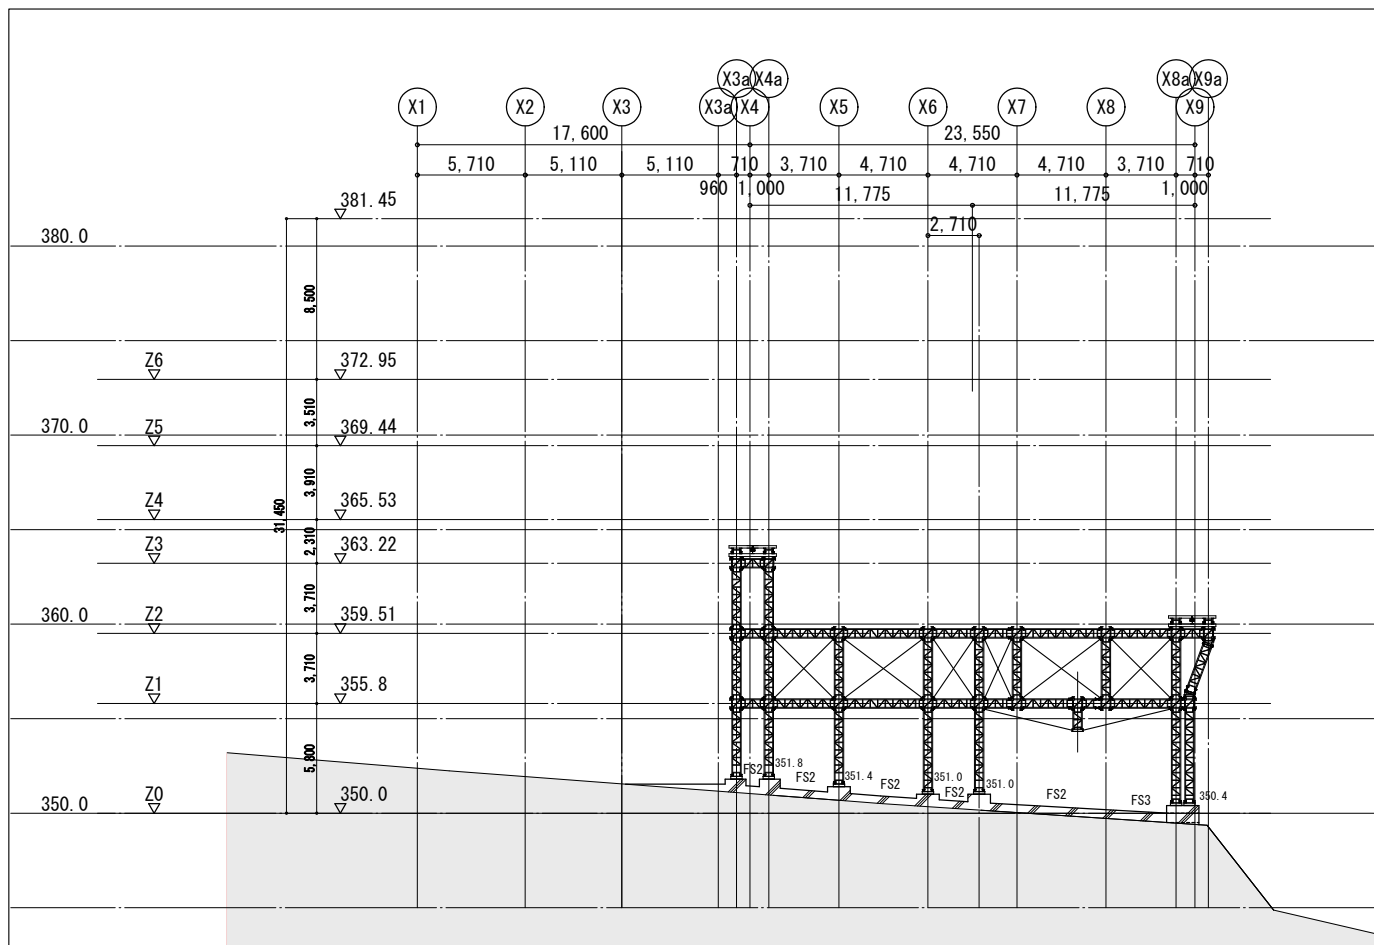 X3a X4a X8a X9a
X1 X2 X3 X3a X4 X5 X6 X7 X8 X9
17,600 23,550
5,710 5,110 5,110 710 3,710 4,710 4,710 4,710 3,710 710
960 1,000 1,000
11,775 11,775
381.45
2,710
380.0
8,500
Z6 372.95
3,510
370.0 Z5 369.44
3,910
Z4 365.53
31,450
2,310
Z3 363.22
3,710
360.0 Z2 359.51
3,710
Z1 355.8
5,800
FS2 351.8
FS2 351.4 FS2 351.0 FS2 351.0 FS2 FS3 350.4
350.0 Z0 350.0